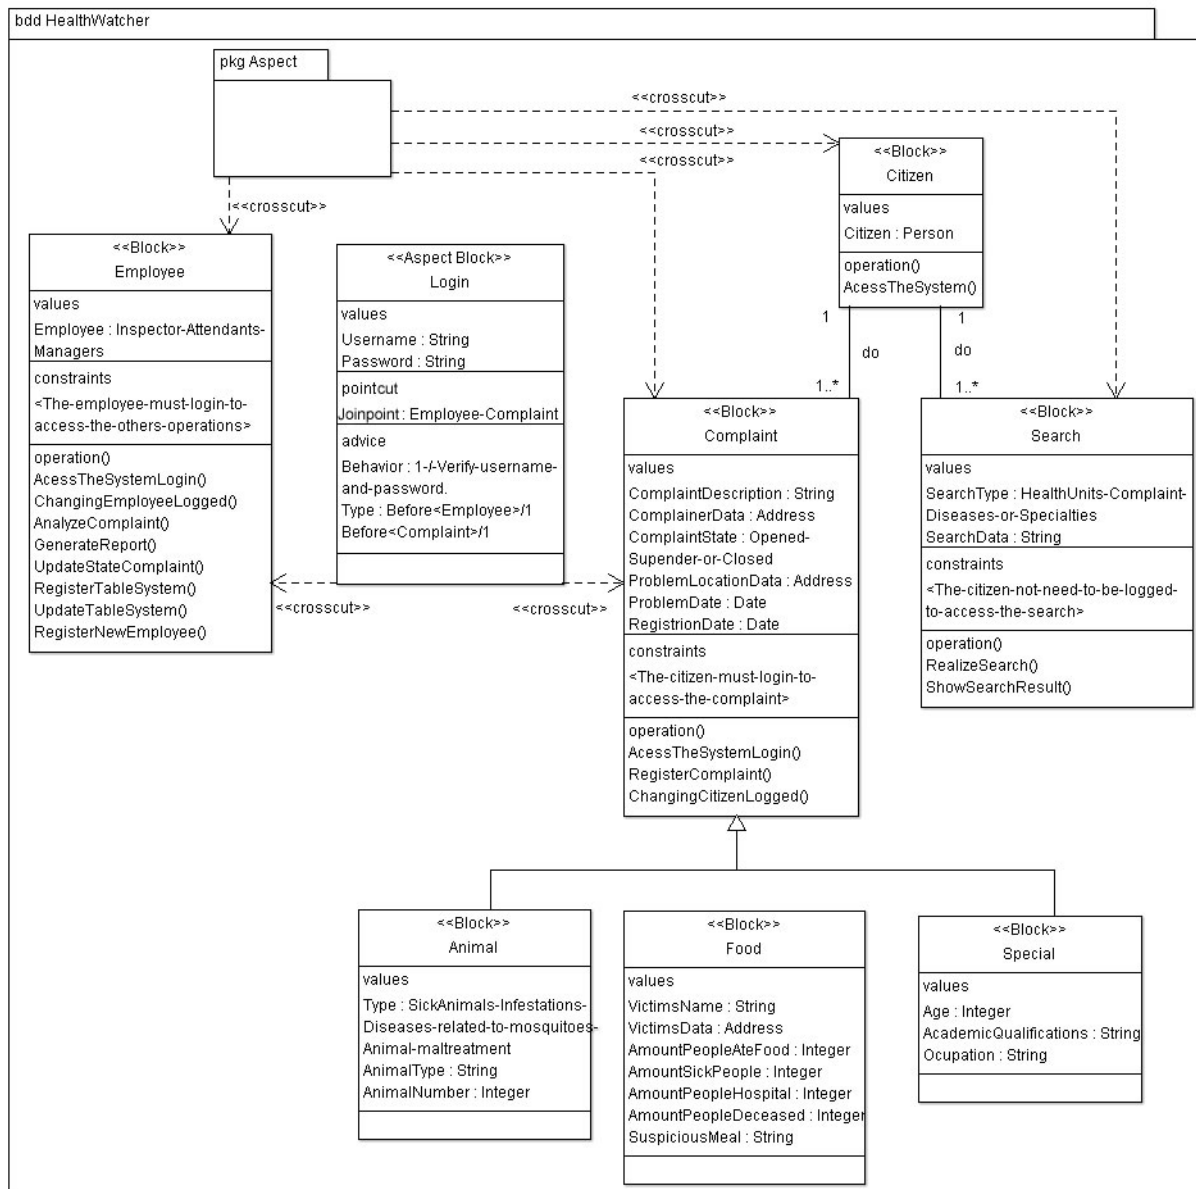 bdd HealthWatcher
pkg Aspect
<<crosscut>>
<<crosscut>>
<<crosscut>>
<<crosscut>>
<<Block>>
Citizen
values
Citizen : Person
operation()
AcessTheSystem()
1
1
do
do
1..*
1..*
<<Block>>
Employee
values
Employee : Inspector-Attendants-
Managers
constraints
<The-employee-must-login-to-
access-the-others-operations>
operation()
AcessTheSystemLogin()
ChangingEmployeeLogged()
AnalyzeComplaint()
GenerateReport()
UpdateStateComplaint()
RegisterTableSystem()
UpdateTableSystem()
RegisterNewEmployee()
<<Aspect Block>>
Login
values
Username : String
Password : String
pointcut
Joinpoint : Employee-Complaint
advice
Behavior : 1-/-Verify-username-
and-password.
Type : Before<Employee>/1
Before<Complaint>/1
<<crosscut>>
<<crosscut>>
<<Block>>
Complaint
values
ComplaintDescription : String
ComplainerData : Address
ComplaintState : Opened-
Supender-or-Closed
ProblemLocationData : Address
ProblemDate : Date
RegistrionDate : Date
constraints
<The-citizen-must-login-to-
access-the-complaint>
operation()
AcessTheSystemLogin()
RegisterComplaint()
ChangingCitizenLogged()
<<Block>>
Search
values
SearchType : HealthUnits-Complaint-
Diseases-or-Specialties
SearchData : String
constraints
<The-citizen-not-need-to-be-logged-
to-access-the-search>
operation()
RealizeSearch()
ShowSearchResult()
<<Block>>
Animal
values
Type : SickAnimals-Infestations-
Diseases-related-to-mosquitoes-
Animal-maltreatment
AnimalType : String
AnimalNumber : Integer
<<Block>>
Food
values
VictimsName : String
VictimsData : Address
AmountPeopleAteFood : Integer
AmountSickPeople : Integer
AmountPeopleHospital : Integer
AmountPeopleDeceased : Integer
SuspiciousMeal : String
<<Block>>
Special
values
Age : Integer
AcademicQualifications : String
Ocupation : String